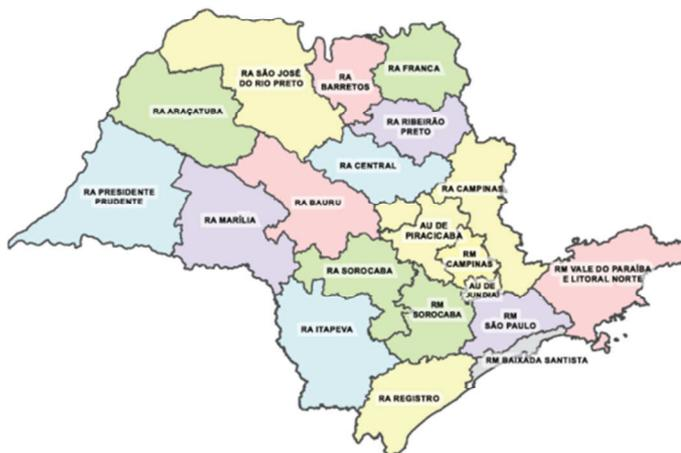 RA SÃO JOSÉ
DO RIO PRETO
RA
BARRETOS
RA FRANCA
RA ARAÇATUBA
RA RIBEIRÃO
PRETO
RA CENTRAL
RA CAMPINAS
RA PRESIDENTE
PRUDENTE
RA MARÍLIA
RA BAURU
AU DE
PIRACICABA
RM
CAMPINAS
RA SOROCABA
RM VALE DO PARAÍBA
E LITORAL NORTE
AU DE
JUNDIAÍ
RM
SOROCABA
RM
SÃO PAULO
RA ITAPEVA
RM BAIXADA SANTISTA
RA REGISTRO